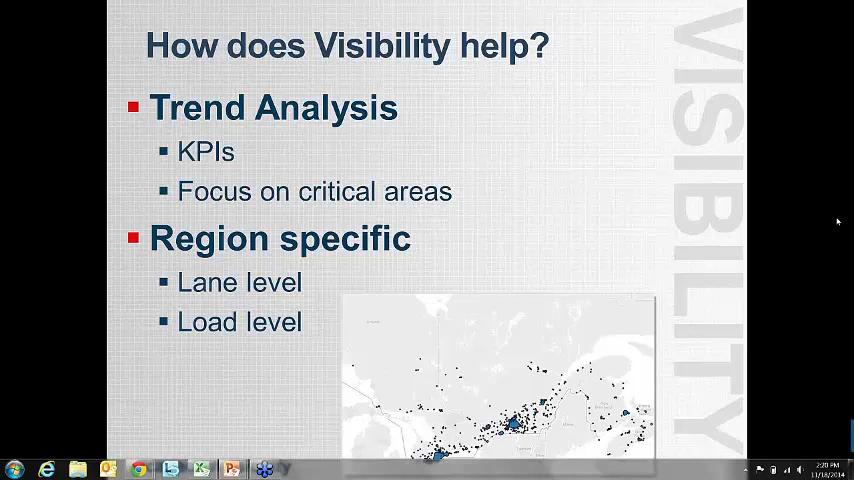 How does Visibility help?
Trend Analysis
KPIs
Focus on critical areas
Region specific
Lane level
Load level
VISIBILITY
2:20 PM
11/18/2014